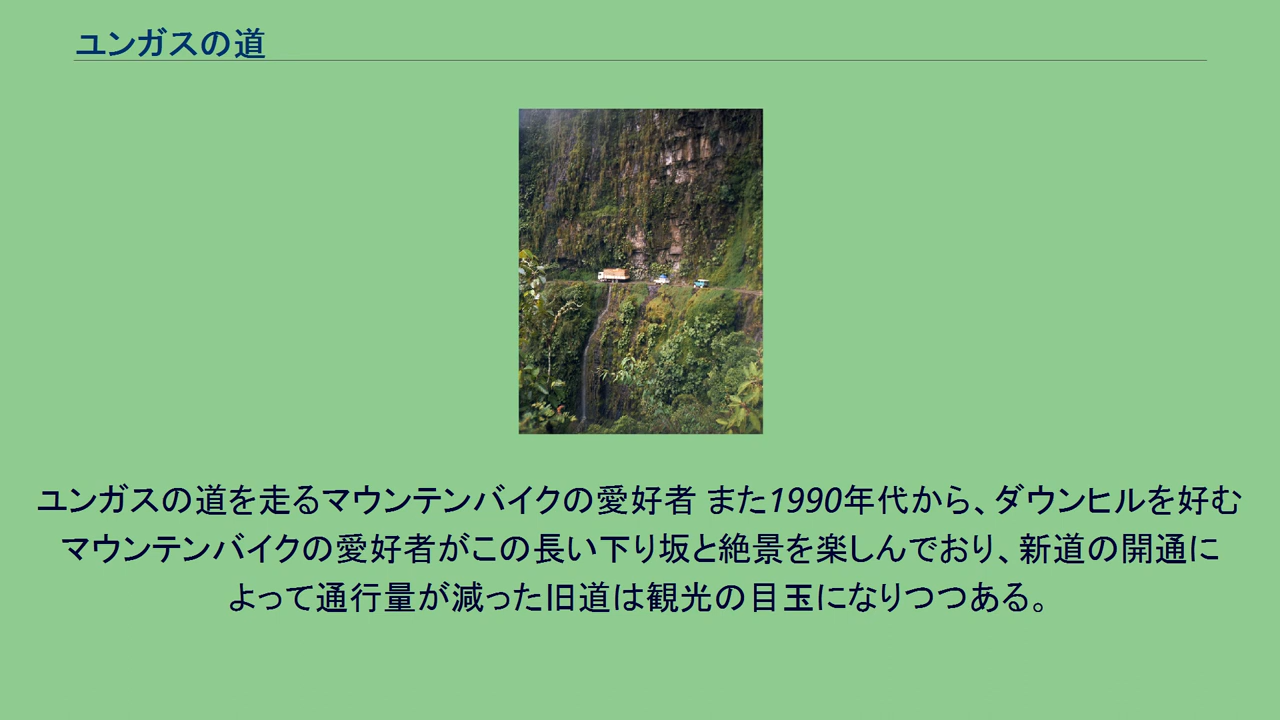 ユンガスの道
ユンガスの道を走るマウンテンバイクの愛好者 また1990年代から、ダウンヒルを好む
マウンテンバイクの愛好者がこの長い下り坂と絶景を楽しんでおり、新道の開通に
よって通行量が減った旧道は観光の目玉になりつつある。